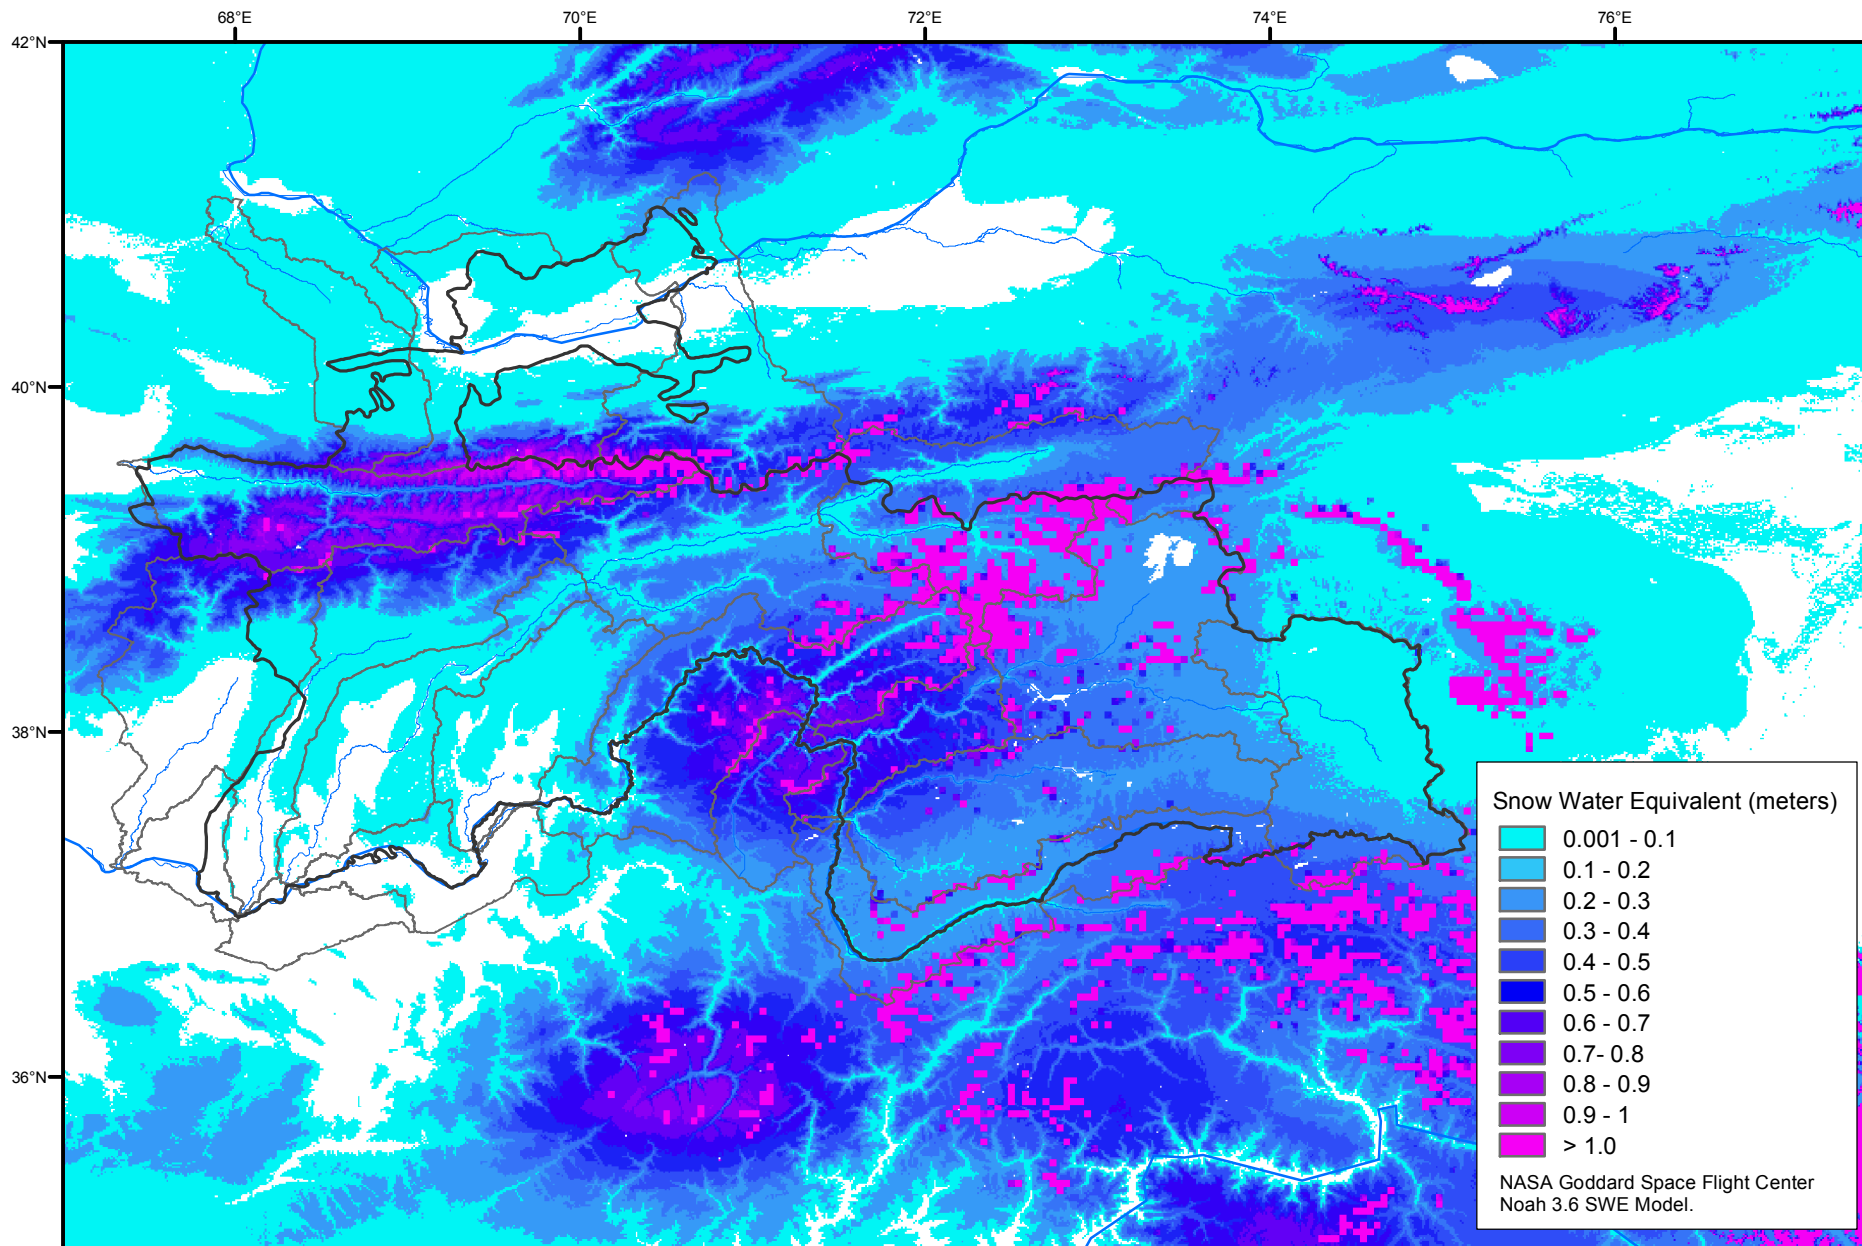 68°E 70°E 72°E 74°E 76°E
42°N
40°N
38°N
36°N
Snow Water Equivalent (meters)
0.001 - 0.1
0.1 - 0.2
0.2 - 0.3
0.3 - 0.4
0.4 - 0.5
0.5 - 0.6
0.6 - 0.7
0.7- 0.8
0.8 - 0.9
0.9 - 1
> 1.0
NASA Goddard Space Flight Center
Noah 3.6 SWE Model.